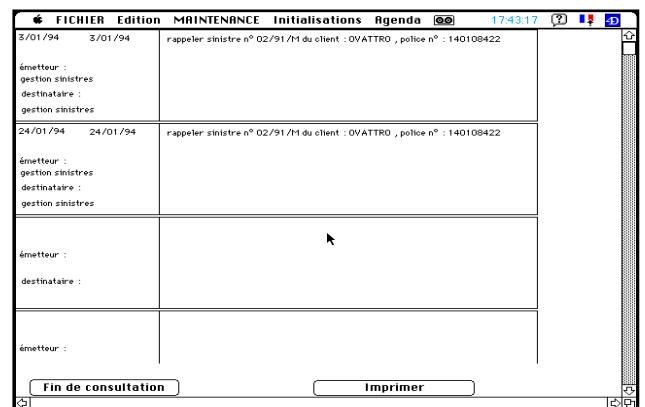 FICHIER Edition MAINTENANCE Initialisations Agenda 17:43:17
3/01/94 3/01/94 rappeler sinistre n° 02/91/M du client : OVATTRO , police n° : 140108422
émetteur :
gestion sinistres
destinataire :
gestion sinistres
24/01/94 24/01/94 rappeler sinistre n° 02/91/M du client : OVATTRO , police n° : 140108422
émetteur :
gestion sinistres
destinataire :
gestion sinistres
émetteur :
destinataire :
émetteur :
Fin de consultation Imprimer